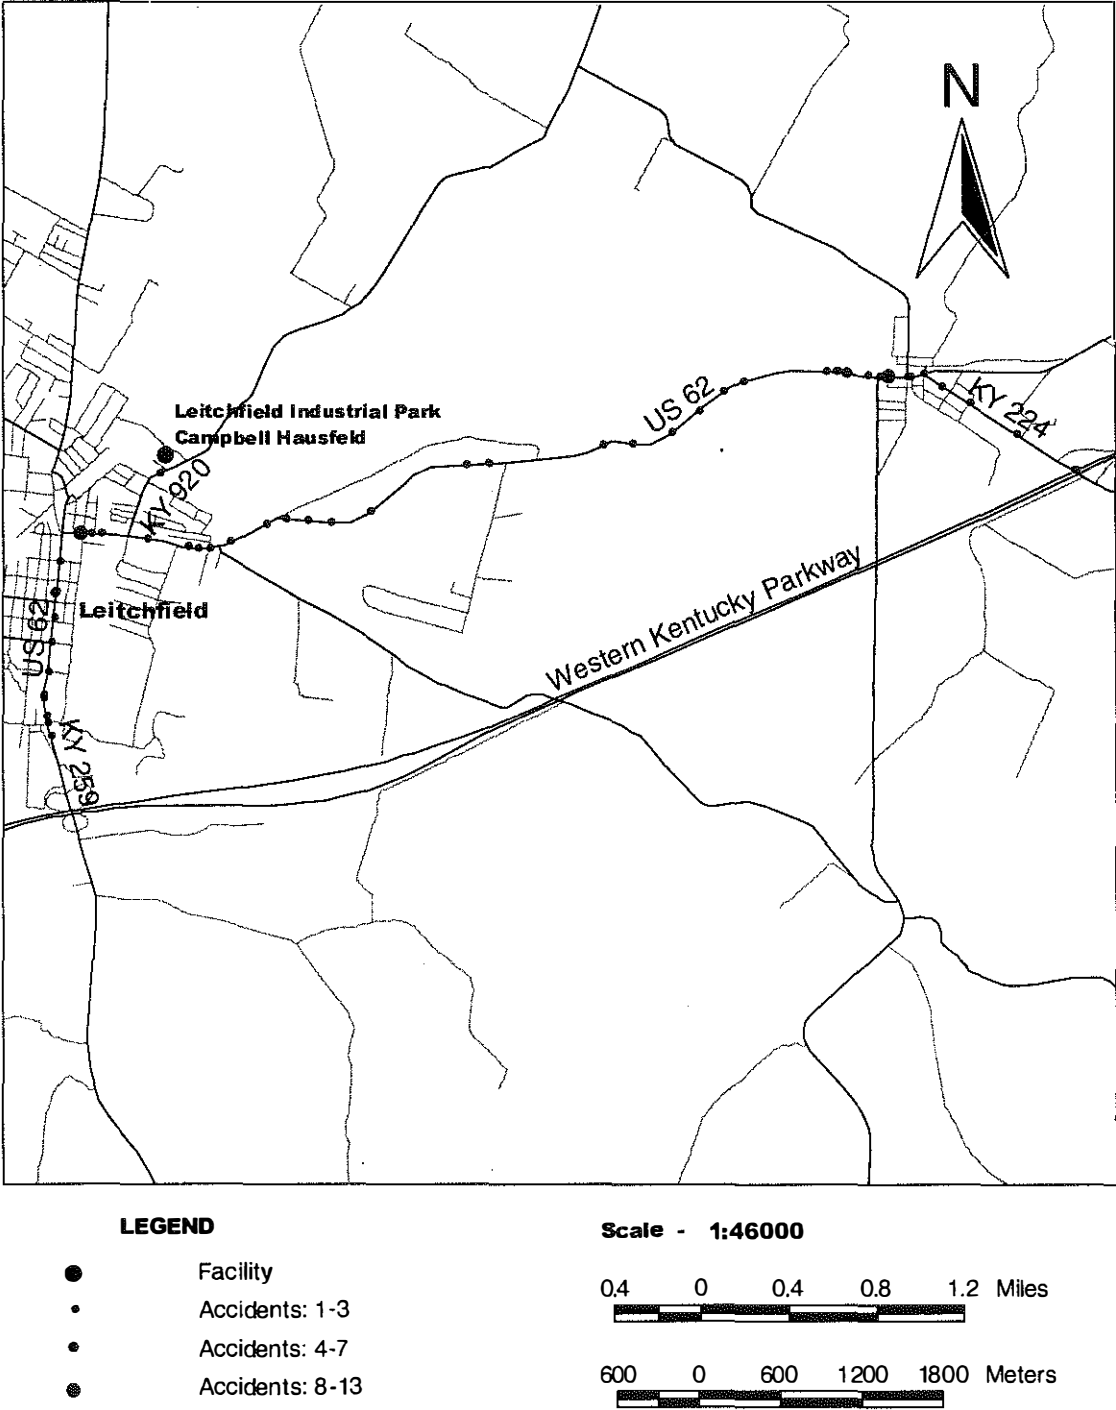 N
Leitchfield Industrial Park
Campbell Hausfeld
US 62
KY 224
KY 920
Western Kentucky Parkway
Leitchfield
US 62
KY 259
LEGEND
Facility
Accidents: 1-3
Accidents: 4-7
Accidents: 8-13
Scale - 1:46000
0.4 0 0.4 0.8 1.2 Miles
600 0 600 1200 1800 Meters